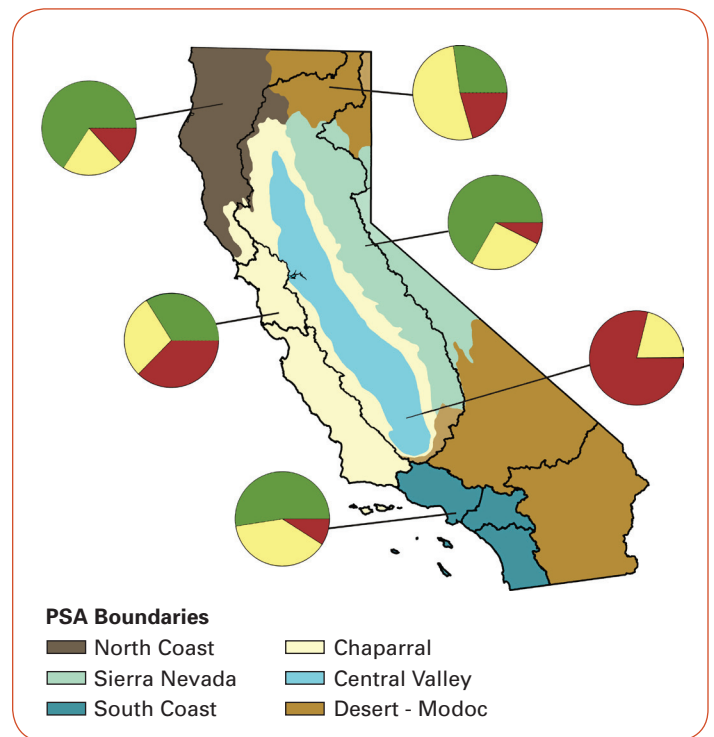 PSA Boundaries
North Coast
Sierra Nevada
South Coast
Chaparral
Central Valley
Desert - Modoc